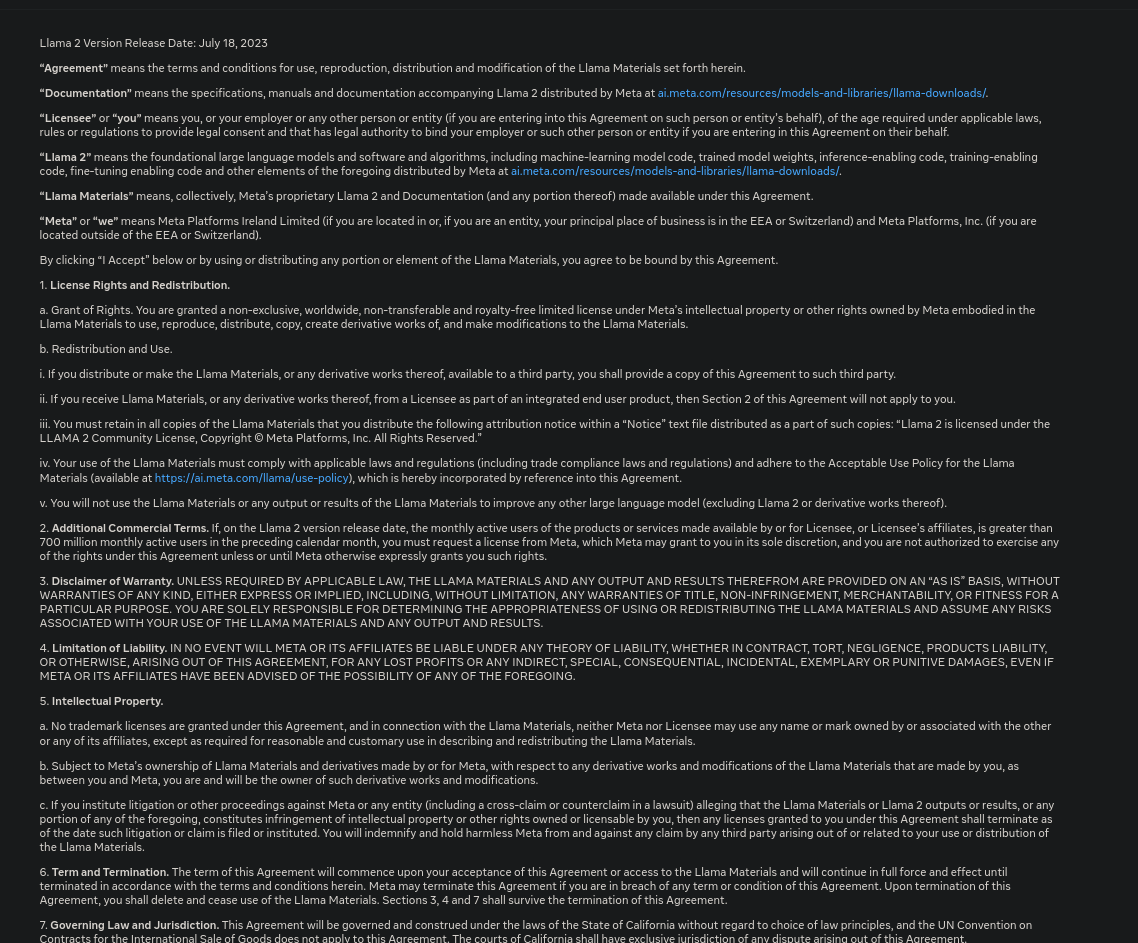 Llama 2 Version Release Date: July 18, 2023
“Agreement” means the terms and conditions for use, reproduction, distribution and modification of the Llama Materials set forth herein.
“Documentation” means the specifications, manuals and documentation accompanying Llama 2 distributed by Meta at ai.meta.com/resources/models-and-libraries/llama-downloads/.
“Licensee” or “you” means you, or your employer or any other person or entity (if you are entering into this Agreement on such person or entity’s behalf), of the age required under applicable laws,
rules or regulations to provide legal consent and that has legal authority to bind your employer or such other person or entity if you are entering in this Agreement on their behalf.
“Llama 2” means the foundational large language models and software and algorithms, including machine-learning model code, trained model weights, inference-enabling code, training-enabling
code, fine-tuning enabling code and other elements of the foregoing distributed by Meta at ai.meta.com/resources/models-and-libraries/llama-downloads/.
“Llama Materials” means, collectively, Meta’s proprietary Llama 2 and Documentation (and any portion thereof) made available under this Agreement.
“Meta” or “we” means Meta Platforms Ireland Limited (if you are located in or, if you are an entity, your principal place of business is in the EEA or Switzerland) and Meta Platforms, Inc. (if you are
located outside of the EEA or Switzerland).
By clicking “I Accept” below or by using or distributing any portion or element of the Llama Materials, you agree to be bound by this Agreement.
1. License Rights and Redistribution.
a. Grant of Rights. You are granted a non-exclusive, worldwide, non-transferable and royalty-free limited license under Meta’s intellectual property or other rights owned by Meta embodied in the
Llama Materials to use, reproduce, distribute, copy, create derivative works of, and make modifications to the Llama Materials.
b. Redistribution and Use.
i. If you distribute or make the Llama Materials, or any derivative works thereof, available to a third party, you shall provide a copy of this Agreement to such third party.
ii. If you receive Llama Materials, or any derivative works thereof, from a Licensee as part of an integrated end user product, then Section 2 of this Agreement will not apply to you.
iii. You must retain in all copies of the Llama Materials that you distribute the following attribution notice within a “Notice” text file distributed as a part of such copies: “Llama 2 is licensed under the
LLAMA 2 Community License, Copyright © Meta Platforms, Inc. All Rights Reserved.”
iv. Your use of the Llama Materials must comply with applicable laws and regulations (including trade compliance laws and regulations) and adhere to the Acceptable Use Policy for the Llama
Materials (available at https://ai.meta.com/llama/use-policy), which is hereby incorporated by reference into this Agreement.
v. You will not use the Llama Materials or any output or results of the Llama Materials to improve any other large language model (excluding Llama 2 or derivative works thereof).
2. Additional Commercial Terms. If, on the Llama 2 version release date, the monthly active users of the products or services made available by or for Licensee, or Licensee’s affiliates, is greater than
700 million monthly active users in the preceding calendar month, you must request a license from Meta, which Meta may grant to you in its sole discretion, and you are not authorized to exercise any
of the rights under this Agreement unless or until Meta otherwise expressly grants you such rights.
3. Disclaimer of Warranty. UNLESS REQUIRED BY APPLICABLE LAW, THE LLAMA MATERIALS AND ANY OUTPUT AND RESULTS THEREFROM ARE PROVIDED ON AN “AS IS” BASIS, WITHOUT
WARRANTIES OF ANY KIND, EITHER EXPRESS OR IMPLIED, INCLUDING, WITHOUT LIMITATION, ANY WARRANTIES OF TITLE, NON-INFRINGEMENT, MERCHANTABILITY, OR FITNESS FOR A
PARTICULAR PURPOSE. YOU ARE SOLELY RESPONSIBLE FOR DETERMINING THE APPROPRIATENESS OF USING OR REDISTRIBUTING THE LLAMA MATERIALS AND ASSUME ANY RISKS
ASSOCIATED WITH YOUR USE OF THE LLAMA MATERIALS AND ANY OUTPUT AND RESULTS.
4. Limitation of Liability. IN NO EVENT WILL META OR ITS AFFILIATES BE LIABLE UNDER ANY THEORY OF LIABILITY, WHETHER IN CONTRACT, TORT, NEGLIGENCE, PRODUCTS LIABILITY,
OR OTHERWISE, ARISING OUT OF THIS AGREEMENT, FOR ANY LOST PROFITS OR ANY INDIRECT, SPECIAL, CONSEQUENTIAL, INCIDENTAL, EXEMPLARY OR PUNITIVE DAMAGES, EVEN IF
META OR ITS AFFILIATES HAVE BEEN ADVISED OF THE POSSIBILITY OF ANY OF THE FOREGOING.
5. Intellectual Property.
a. No trademark licenses are granted under this Agreement, and in connection with the Llama Materials, neither Meta nor Licensee may use any name or mark owned by or associated with the other
or any of its affiliates, except as required for reasonable and customary use in describing and redistributing the Llama Materials.
b. Subject to Meta’s ownership of Llama Materials and derivatives made by or for Meta, with respect to any derivative works and modifications of the Llama Materials that are made by you, as
between you and Meta, you are and will be the owner of such derivative works and modifications.
c. If you institute litigation or other proceedings against Meta or any entity (including a cross-claim or counterclaim in a lawsuit) alleging that the Llama Materials or Llama 2 outputs or results, or any
portion of any of the foregoing, constitutes infringement of intellectual property or other rights owned or licensable by you, then any licenses granted to you under this Agreement shall terminate as
of the date such litigation or claim is filed or instituted. You will indemnify and hold harmless Meta from and against any claim by any third party arising out of or related to your use or distribution of
the Llama Materials.
6. Term and Termination. The term of this Agreement will commence upon your acceptance of this Agreement or access to the Llama Materials and will continue in full force and effect until
terminated in accordance with the terms and conditions herein. Meta may terminate this Agreement if you are in breach of any term or condition of this Agreement. Upon termination of this
Agreement, you shall delete and cease use of the Llama Materials. Sections 3, 4 and 7 shall survive the termination of this Agreement.
7. Governing Law and Jurisdiction. This Agreement will be governed and construed under the laws of the State of California without regard to choice of law principles, and the UN Convention on
Contracts for the International Sale of Goods does not apply to this Agreement. The courts of California shall have exclusive jurisdiction of any dispute arising out of this Agreement.